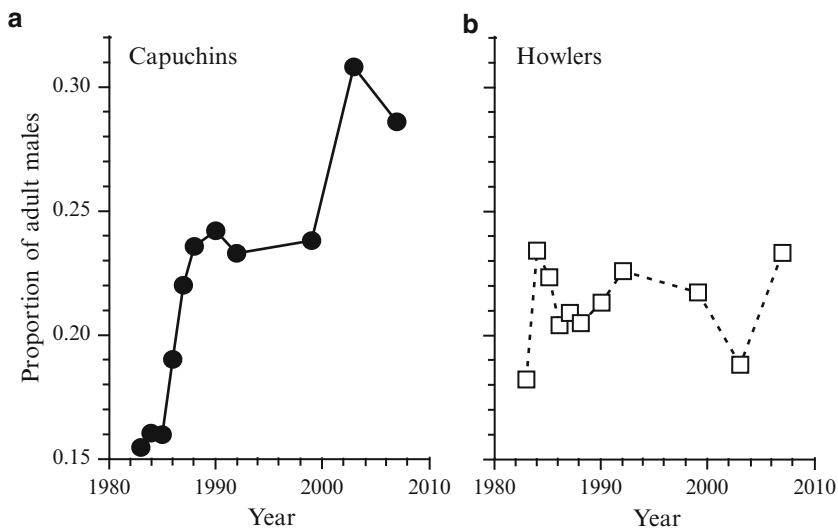 a
Capuchins
Proportion of adult males
0.30
0.25
0.20
0.15
1980
1990
2000
2010
Year
b
Howlers
1980
1990
2000
2010
Year